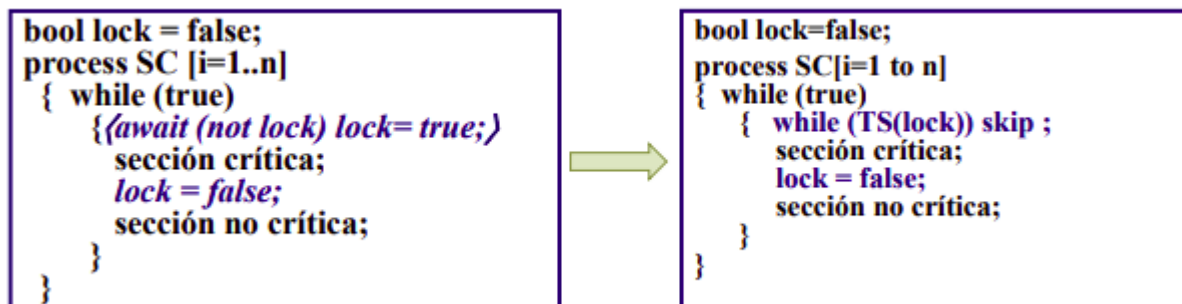 bool lock = false;
process SC [i=1..n]
{ while (true)
{⟨await (not lock) lock= true;⟩
sección crítica;
lock = false;
sección no crítica;
}
}
bool lock=false;
process SC[i=1 to n]
{ while (true)
{ while (TS(lock)) skip ;
sección crítica;
lock = false;
sección no crítica;
}
}